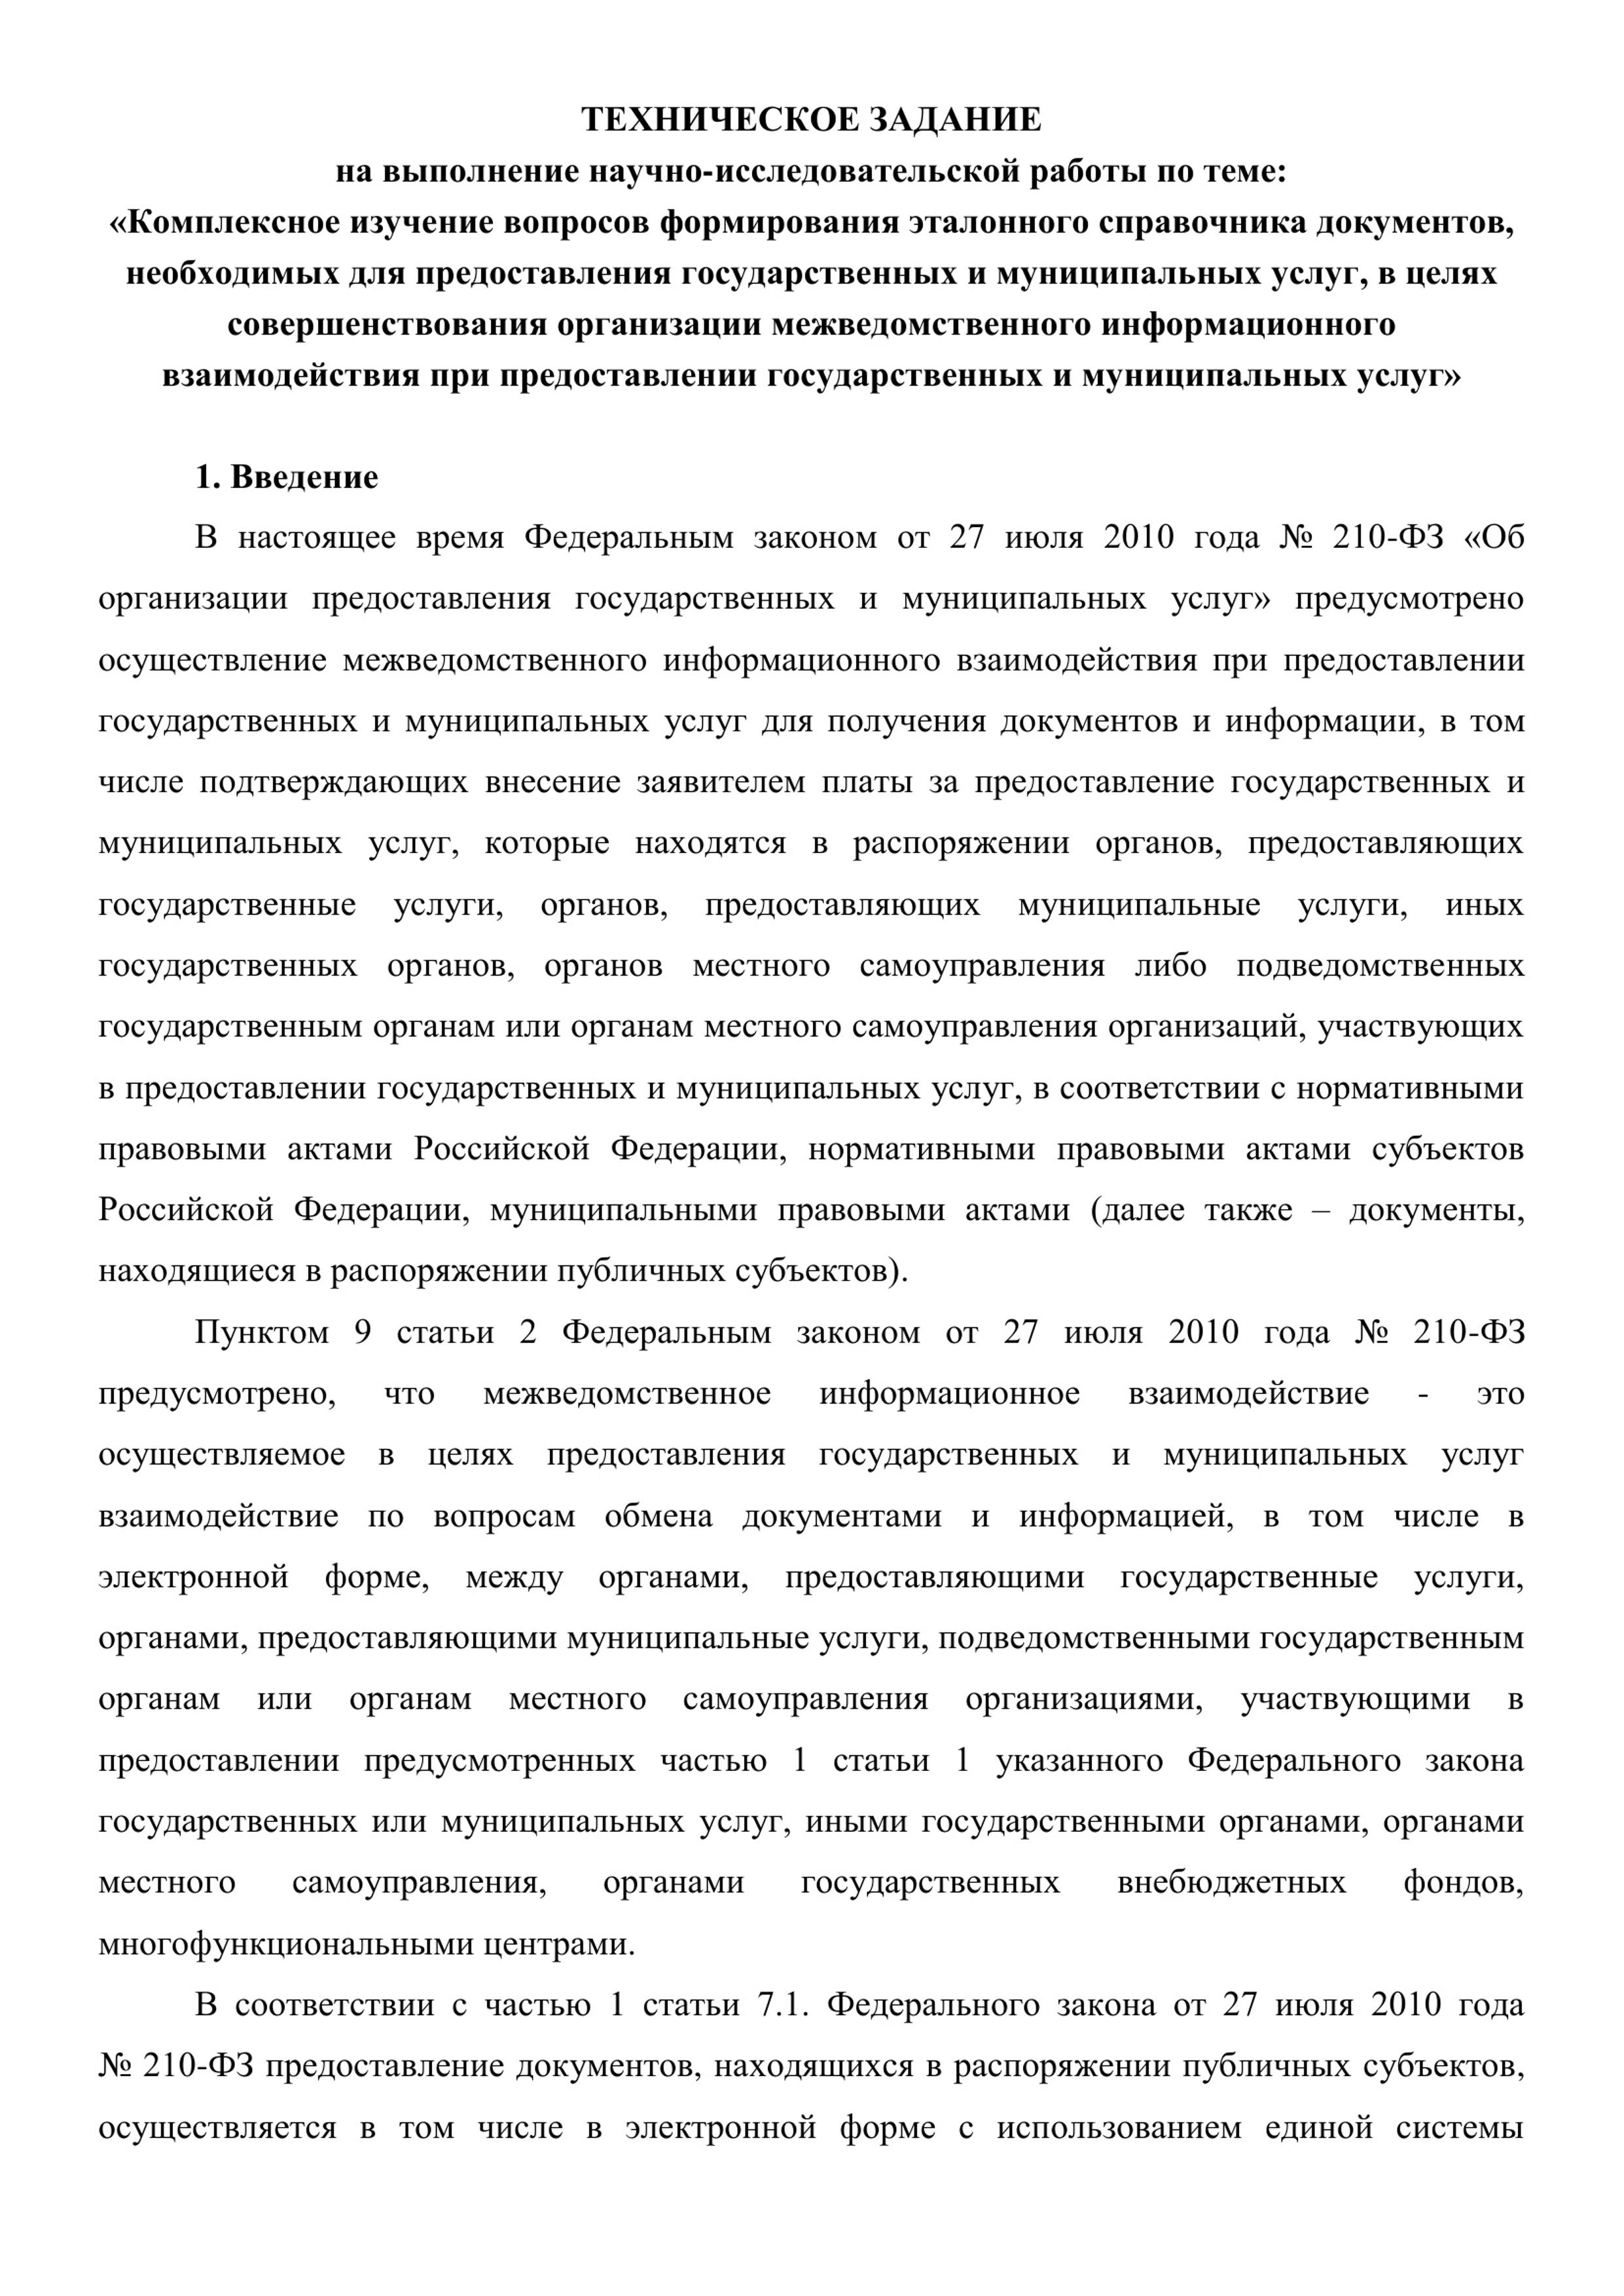 ТЕХНИЧЕСКОЕ ЗАДАНИЕ
на выполнение научно-исследовательской работы по теме:
«Комплексное изучение вопросов формирования эталонного справочника документов,
необходимых для предоставления государственных и муниципальных услуг, в целях
совершенствования организации межведомственного информационного
взаимодействия при предоставлении государственных и муниципальных услуг»
1. Введение
В настоящее время Федеральным законом от 27 июля 2010 года № 210-ФЗ «Об
организации предоставления государственных и муниципальных услуг» предусмотрено
осуществление межведомственного информационного взаимодействия при предоставлении
государственных и муниципальных услуг для получения документов и информации, в том
числе подтверждающих внесение заявителем платы за предоставление государственных и
муниципальных услуг, которые находятся в распоряжении органов, предоставляющих
государственные услуги, органов, предоставляющих муниципальные услуги, иных
государственных органов, органов местного самоуправления либо подведомственных
государственным органам или органам местного самоуправления организаций, участвующих
в предоставлении государственных и муниципальных услуг, в соответствии с нормативными
правовыми актами Российской Федерации, нормативными правовыми актами субъектов
Российской Федерации, муниципальными правовыми актами (далее также – документы,
находящиеся в распоряжении публичных субъектов).
Пунктом 9 статьи 2 Федеральным законом от 27 июля 2010 года № 210-ФЗ
предусмотрено, что межведомственное информационное взаимодействие - это
осуществляемое в целях предоставления государственных и муниципальных услуг
взаимодействие по вопросам обмена документами и информацией, в том числе в
электронной форме, между органами, предоставляющими государственные услуги,
органами, предоставляющими муниципальные услуги, подведомственными государственным
органам или органам местного самоуправления организациями, участвующими в
предоставлении предусмотренных частью 1 статьи 1 указанного Федерального закона
государственных или муниципальных услуг, иными государственными органами, органами
местного самоуправления, органами государственных внебюджетных фондов,
многофункциональными центрами.
В соответствии с частью 1 статьи 7.1. Федерального закона от 27 июля 2010 года
№ 210-ФЗ предоставление документов, находящихся в распоряжении публичных субъектов,
осуществляется в том числе в электронной форме с использованием единой системы